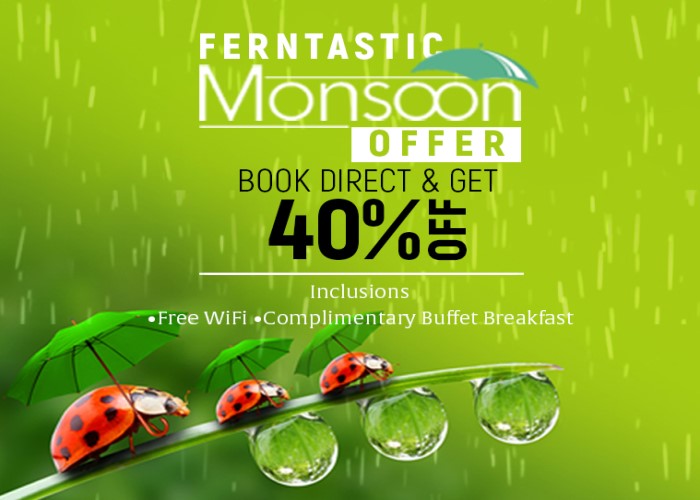 FERNTASTIC
Monsoon
OFFER
BOOK DIRECT & GET
40% OFF
Inclusions
•Free WiFi •Complimentary Buffet Breakfast